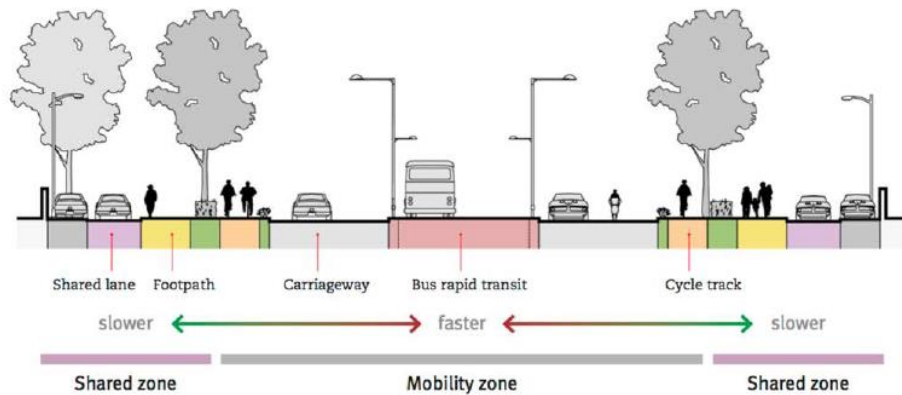 Shared lane
Footpath
Carriageway
Bus rapid transit
Cycle track
slower
faster
slower
Shared zone
Mobility zone
Shared zone